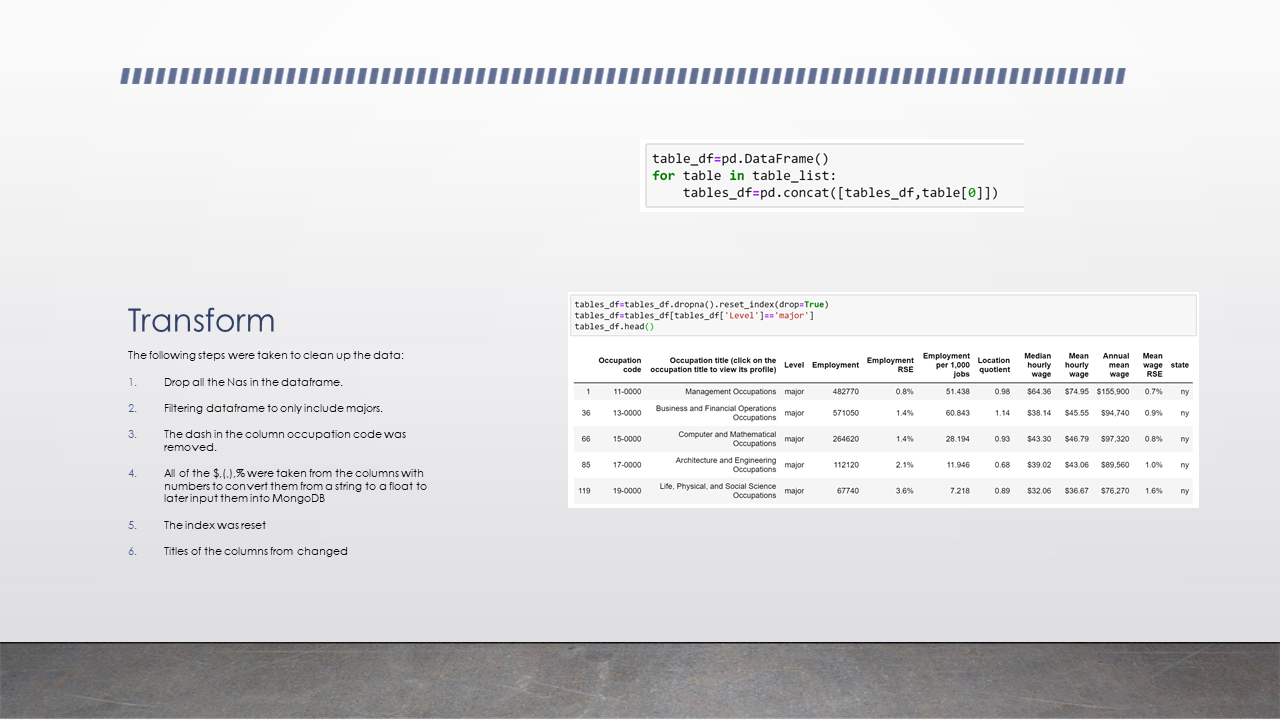 table_df=pd.DataFrame()
for table in table_list:
    tables_df=pd.concat([tables_df,table[0]])
Transform
The following steps were taken to clean up the data:
1. Drop all the Nas in the dataframe.
2. Filtering dataframe to only include majors.
3. The dash in the column occupation code was
removed.
4. All of the $,(,),% were taken from the columns with
numbers to convert them from a string to a float to
later input them into MongoDB
5. The index was reset
6. Titles of the columns from changed
tables_df=tables_df.dropna().reset_index(drop=True)
tables_df=tables_df[tables_df['Level']=='major']
tables_df.head()
Occupation code Occupation title (click on the occupation title to view its profile) Level Employment Employment RSE Employment per 1,000 jobs Location quotient Median hourly wage Mean hourly wage Annual mean wage Mean wage RSE state
1 11-0000 Management Occupations major 482770 0.8% 51.438 0.98 $64.36 $74.95 $155,900 0.7% ny
36 13-0000 Business and Financial Operations Occupations major 571050 1.4% 60.843 1.14 $38.14 $45.55 $94,740 0.9% ny
66 15-0000 Computer and Mathematical Occupations major 264620 1.4% 28.194 0.93 $43.30 $46.79 $97,320 0.8% ny
85 17-0000 Architecture and Engineering Occupations major 112120 2.1% 11.946 0.68 $39.02 $43.06 $89,560 1.0% ny
119 19-0000 Life, Physical, and Social Science Occupations major 67740 3.6% 7.218 0.89 $32.06 $36.67 $76,270 1.6% ny